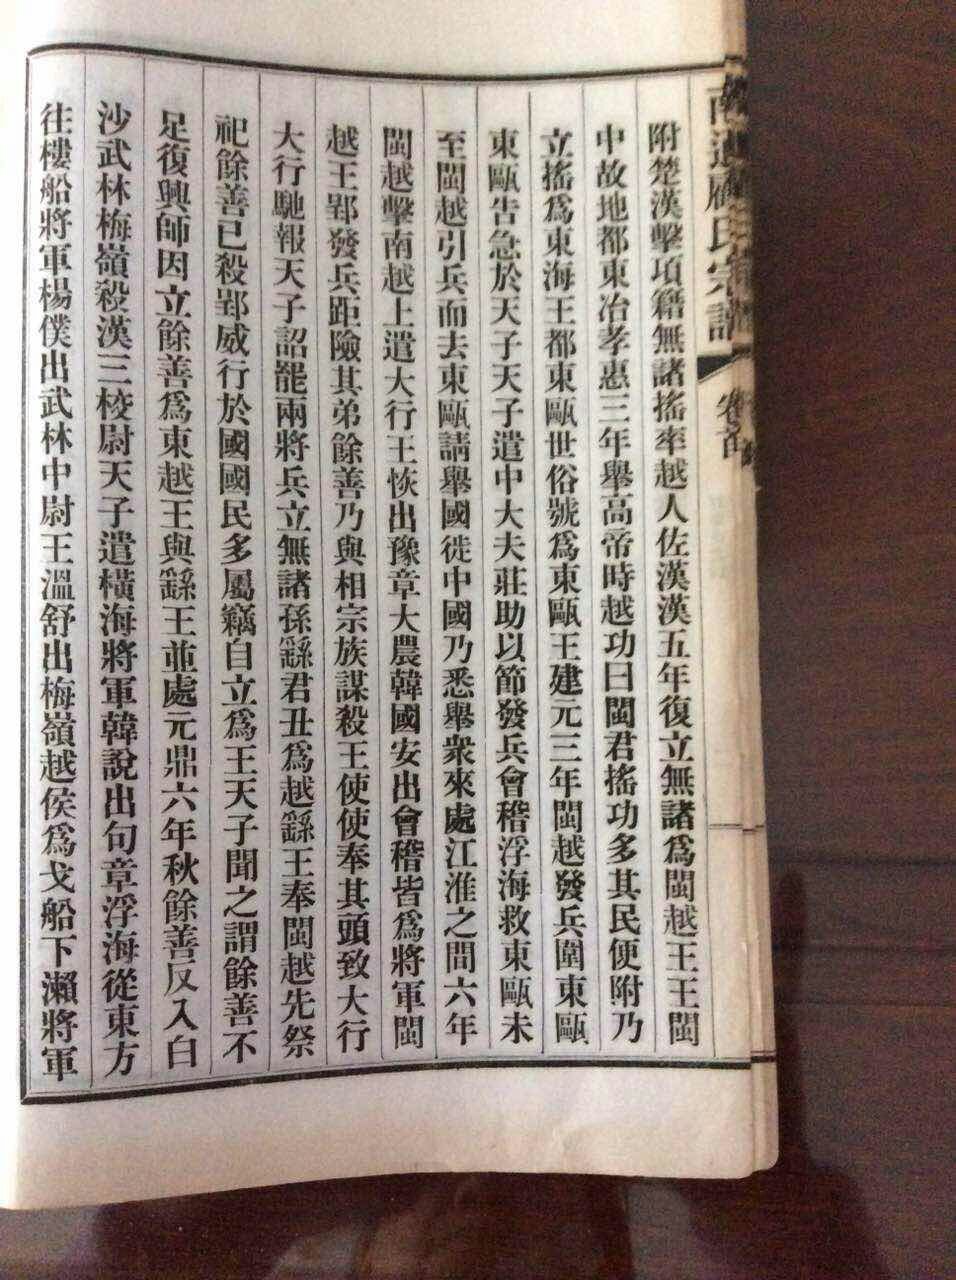 附楚漢擊項籍無諸搖率越人佐漢漢五年復立無諸爲閩越王王閩
中故地都東冶孝惠三年舉高帝時越功曰閩君搖功多其民便附乃
立搖爲東海王都東甌世俗號爲東甌王建元三年閩越發兵圍東甌
東甌告急於天子天子遣中大夫莊助以節發兵會稽浮海救東甌未
至閩越引兵而去東甌請舉國徙中國乃悉舉衆來處江淮之間六年
閩越擊南越上遣大行王恢出豫章大農韓國安出會稽皆爲將軍閩
越王郢發兵距險其弟餘善乃與相宗族謀殺王使使奉其頭致大行
大行馳報天子詔罷兩將兵立無諸孫繇君丑爲越繇王奉閩越先祭
祀餘善已殺郢威行於國國民多屬竊自立爲王天子聞之謂餘善不
足復興師因立餘善爲東越王與繇王並處元鼎六年秋餘善反入白
沙武林梅嶺殺漢三校尉天子遣橫海將軍韓說出句章浮海從東方
往樓船將軍楊僕出武林中尉王溫舒出梅嶺越侯爲戈船下瀨將軍
氏宗譜
卷首